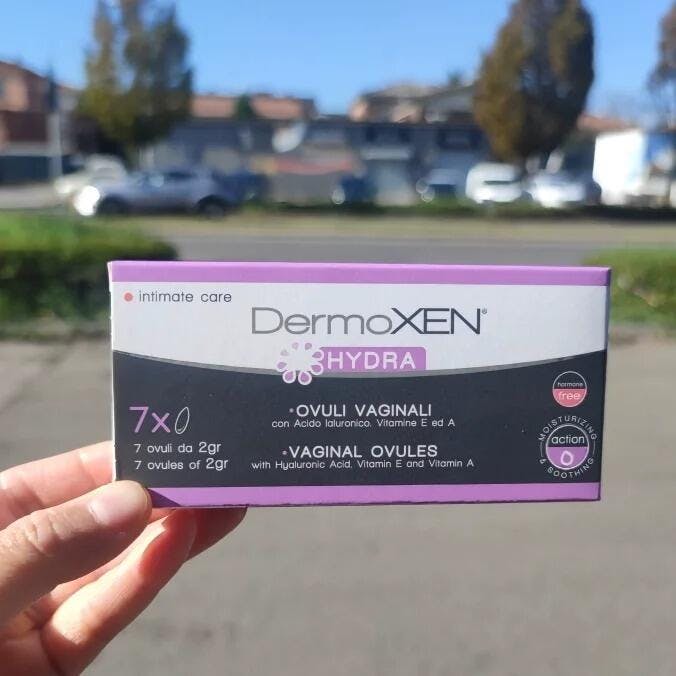 intimate care
DermoXEN®
HYDRA
hormone
free
7x
7 ovuli da 2gr
7 ovules of 2gr
•OVULI VAGINALI
con Acido Ialuronico, Vitamine E ed A
•VAGINAL OVULES
with Hyaluronic Acid, Vitamin E and Vitamin A
MOISTURIZING
action
& SOOTHING